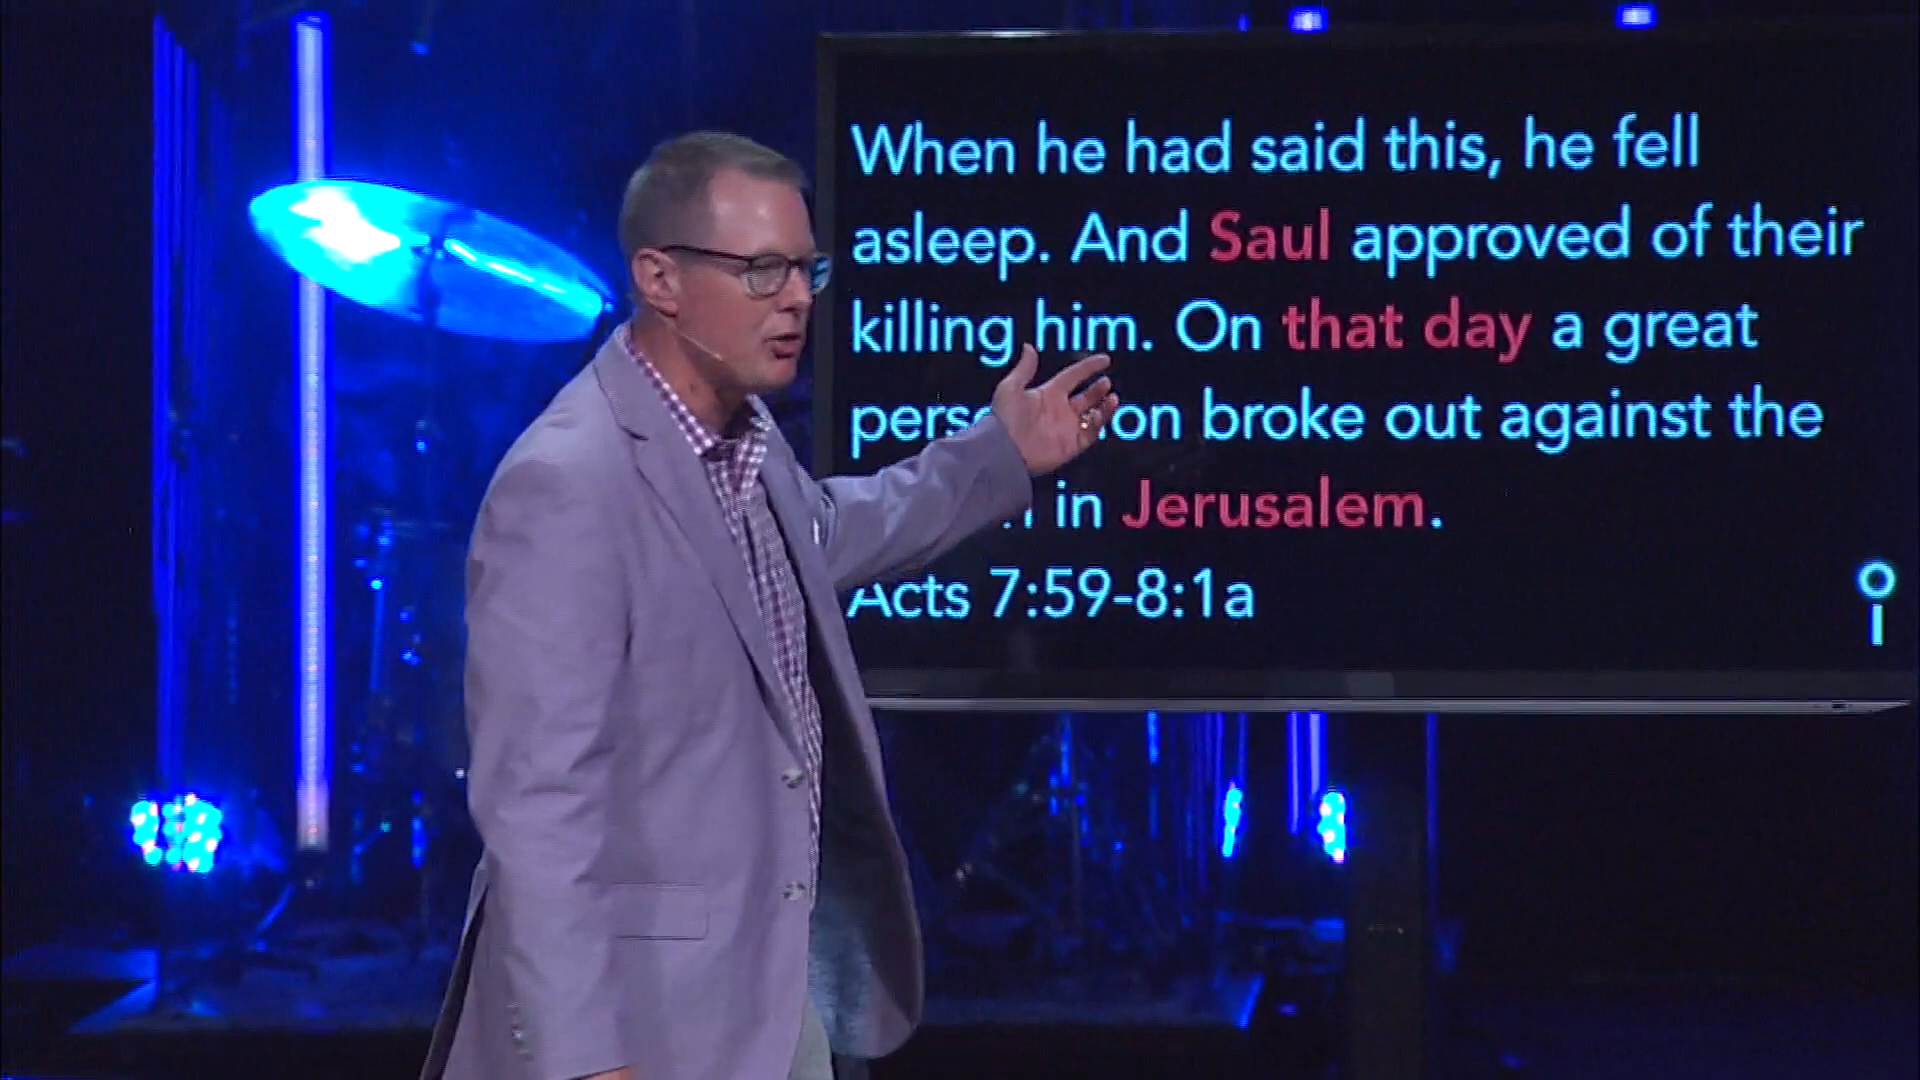 When he had said this, he fell
asleep. And Saul approved of their
killing him. On that day a great
broke out against the
in Jerusalem.
Acts 7:59-8:1a